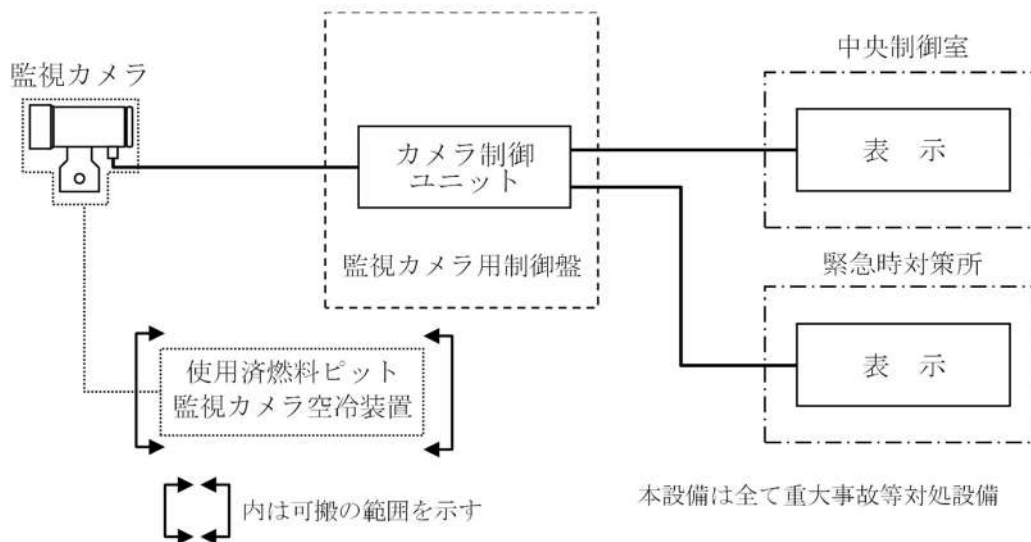 中央制御室
監視カメラ
カメラ制御
ユニット
表 示
監視カメラ用制御盤
緊急時対策所
表 示
使用済燃料ピット
監視カメラ空冷装置
内は可搬の範囲を示す
本設備は全て重大事故等対処設備